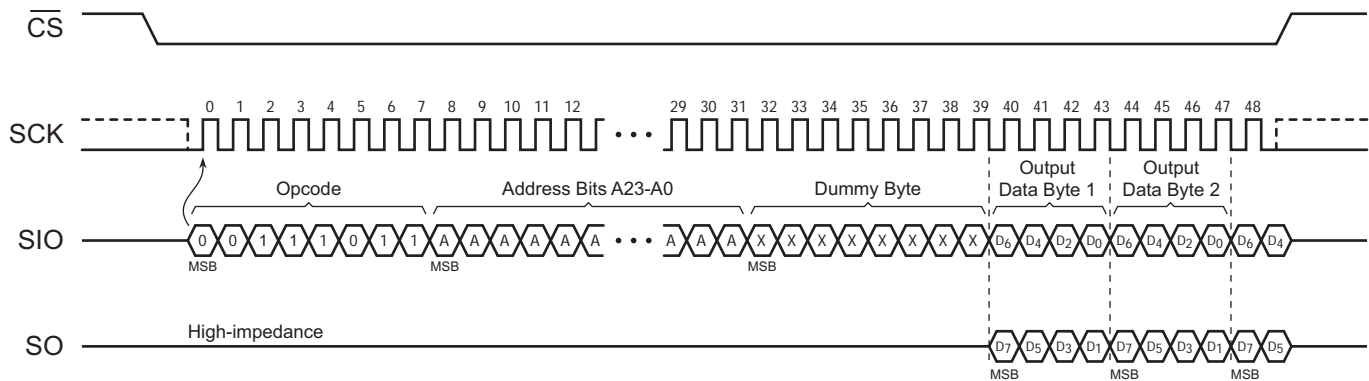 CS
SCK
0 1 2 3 4 5 6 7 8 9 10 11 12 29 30 31 32 33 34 35 36 37 38 39 40 41 42 43 44 45 46 47 48
Opcode Address Bits A23-A0 Dummy Byte Output Data Byte 1 Output Data Byte 2
SIO
0 0 1 1 1 0 1 1 A A A A A A A A A X X X X X X X X D6 D4 D2 D0 D6 D4 D2 D0 D6 D4
MSB MSB MSB
High-impedance
SO
D7 D5 D3 D1 D7 D5 D3 D1 D7 D5
MSB MSB MSB